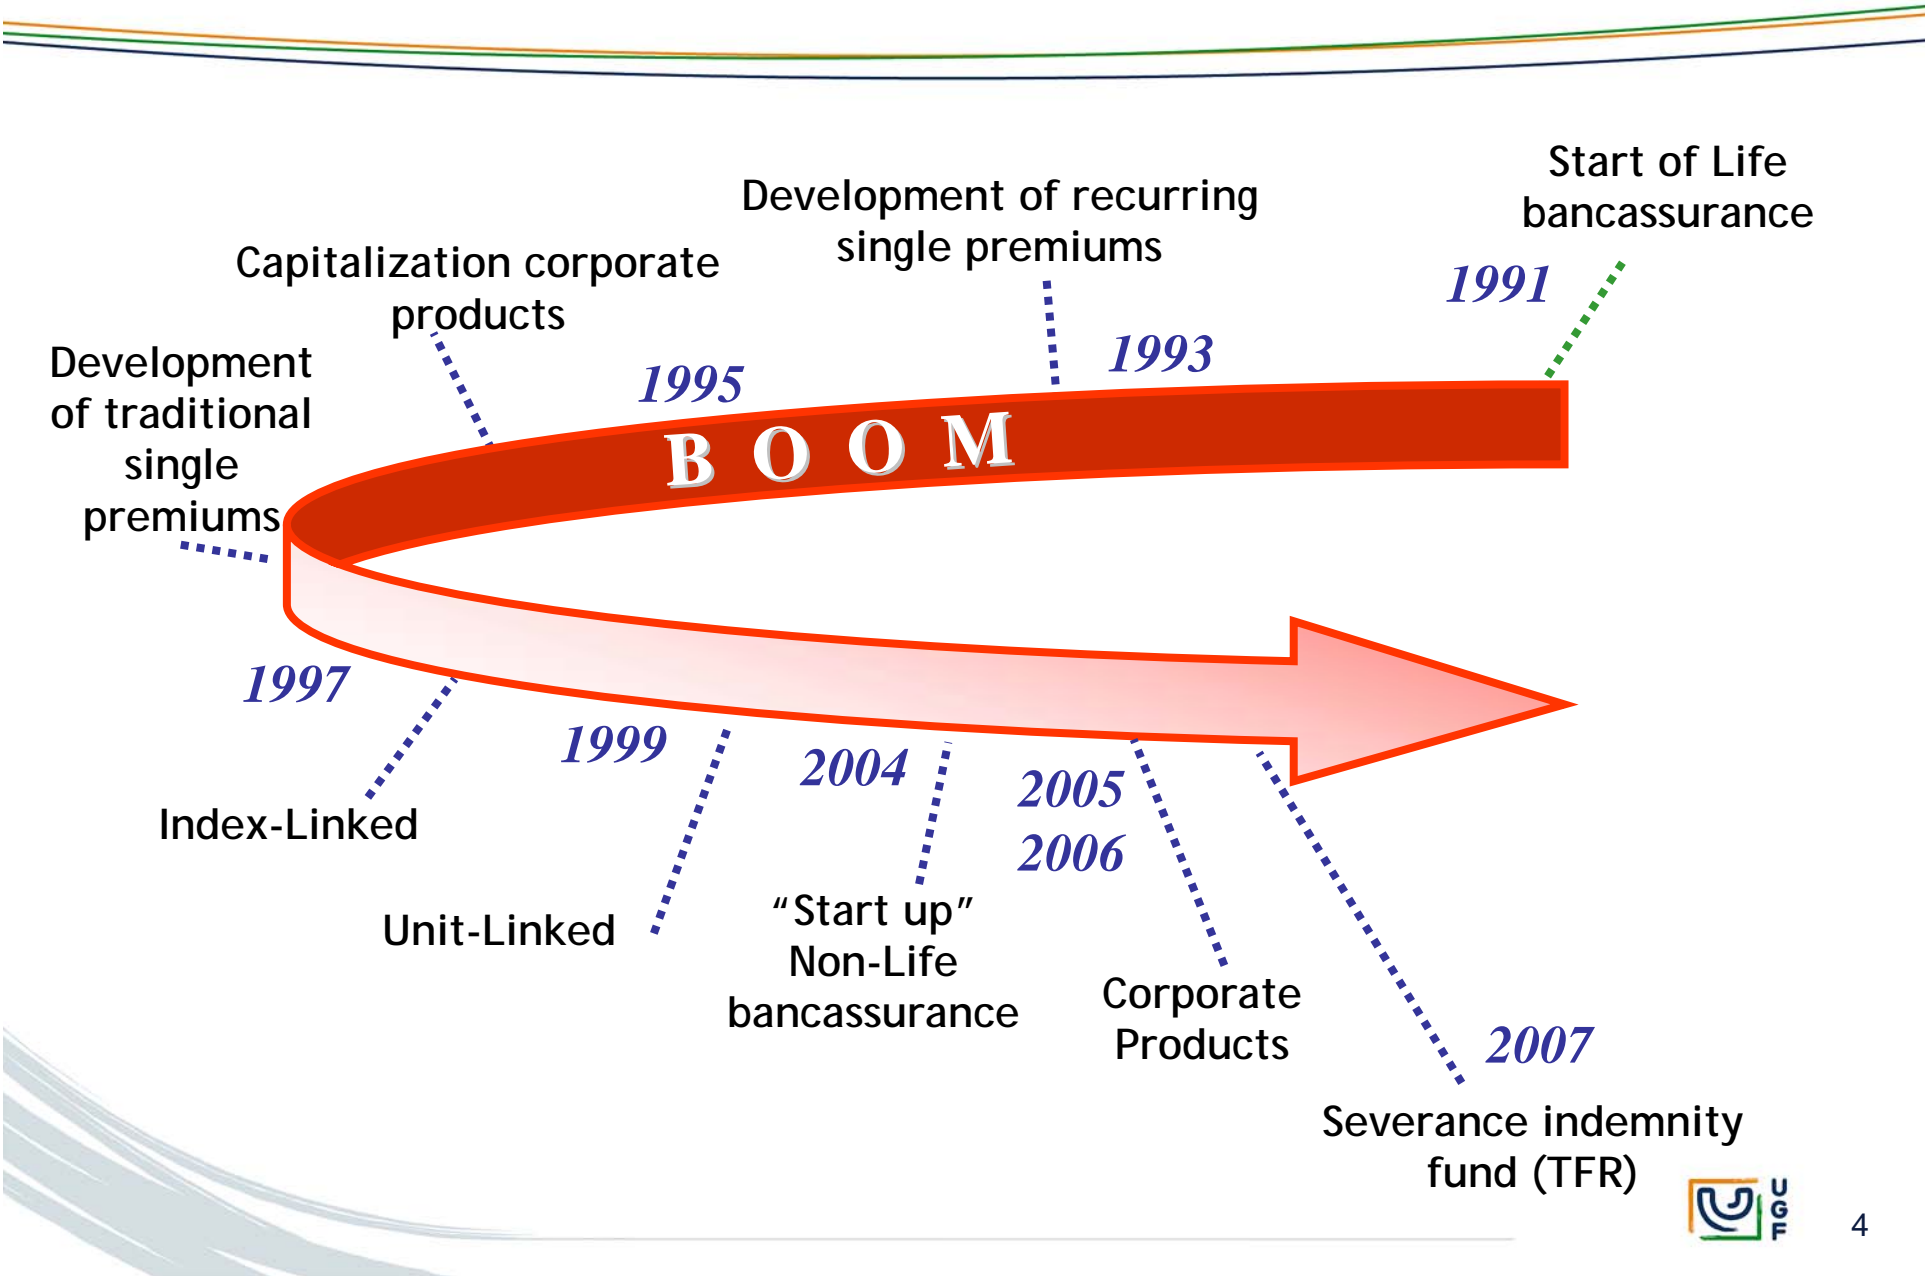 Start of Life
bancassurance
1991
Development of recurring
single premiums
1993
Capitalization corporate
products
1995
BOOM
Development
of traditional
single
premiums
1997
Index-Linked
1999
Unit-Linked
2004
“Start up”
Non-Life
bancassurance
2005
2006
Corporate
Products
2007
Severance indemnity
fund (TFR)
UGF
4